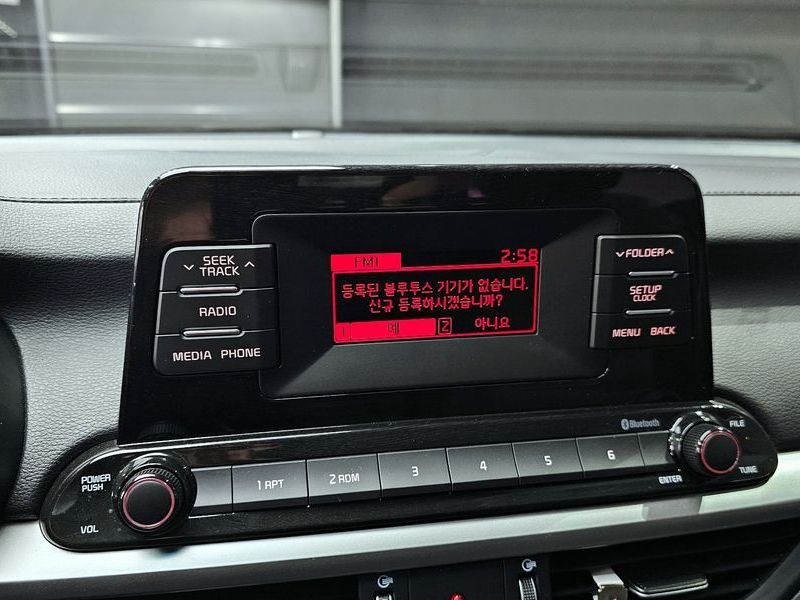 FM1 2:58
등록된 블루투스 기기가 없습니다.
신규 등록하시겠습니까?
1 예 2 아니요
SEEK
TRACK
RADIO
MEDIA PHONE
FOLDER
SETUP
CLOCK
MENU BACK
Bluetooth
POWER
PUSH
VOL
1 RPT
2 RDM
3
4
5
6
FILE
TUNE
ENTER